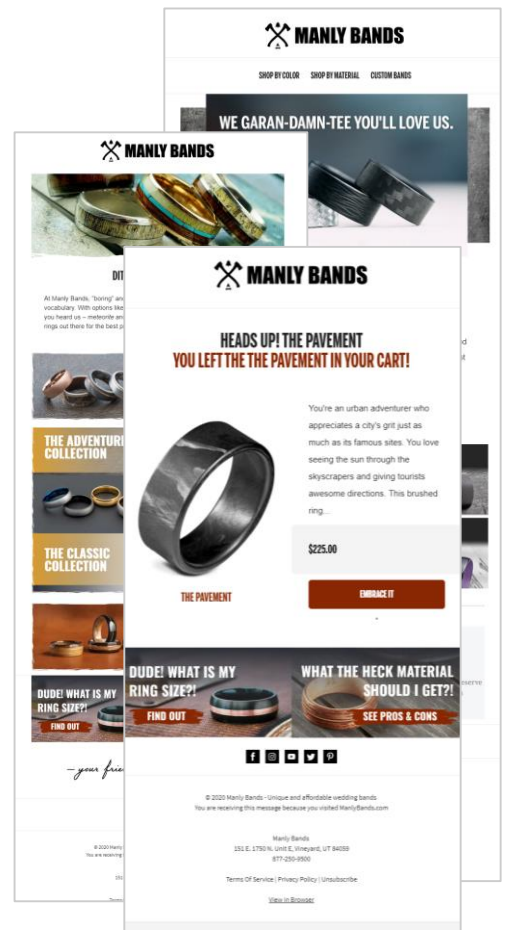 MANLY BANDS
SHOP BY COLOR SHOP BY MATERIAL CUSTOM BANDS
WE GARAN-DAMN-TEE YOU'LL LOVE US.
MANLY BANDS
At Manly Bands, "boring"
vocabulary. With options like
you heard us – meteorite
rings out there for the best
THE ADVENTUR
COLLECTION
THE CLASSIC
COLLECTION
DUDE! WHAT IS MY
RING SIZE?!
FIND OUT
– your
© 2020 Manly
You are receiving
MANLY BANDS
HEADS UP! THE PAVEMENT
YOU LEFT THE THE PAVEMENT IN YOUR CART!
You're an urban adventurer who
appreciates a city's grit just as
much as its famous sites. You love
seeing the sun through the
skyscrapers and giving tourists
awesome directions. This brushed
ring...
$225.00
THE PAVEMENT
EMBRACE IT
DUDE! WHAT IS MY
RING SIZE?!
FIND OUT
WHAT THE HECK MATERIAL
SHOULD I GET?!
SEE PROS & CONS
© 2020 Manly Bands - Unique and affordable wedding bands
You are receiving this message because you visited ManlyBands.com
Manly Bands
151 E. 1750 N. Unit E, Vineyard, UT 84059
877-250-9500
Terms Of Service | Privacy Policy | Unsubscribe
View in Browser